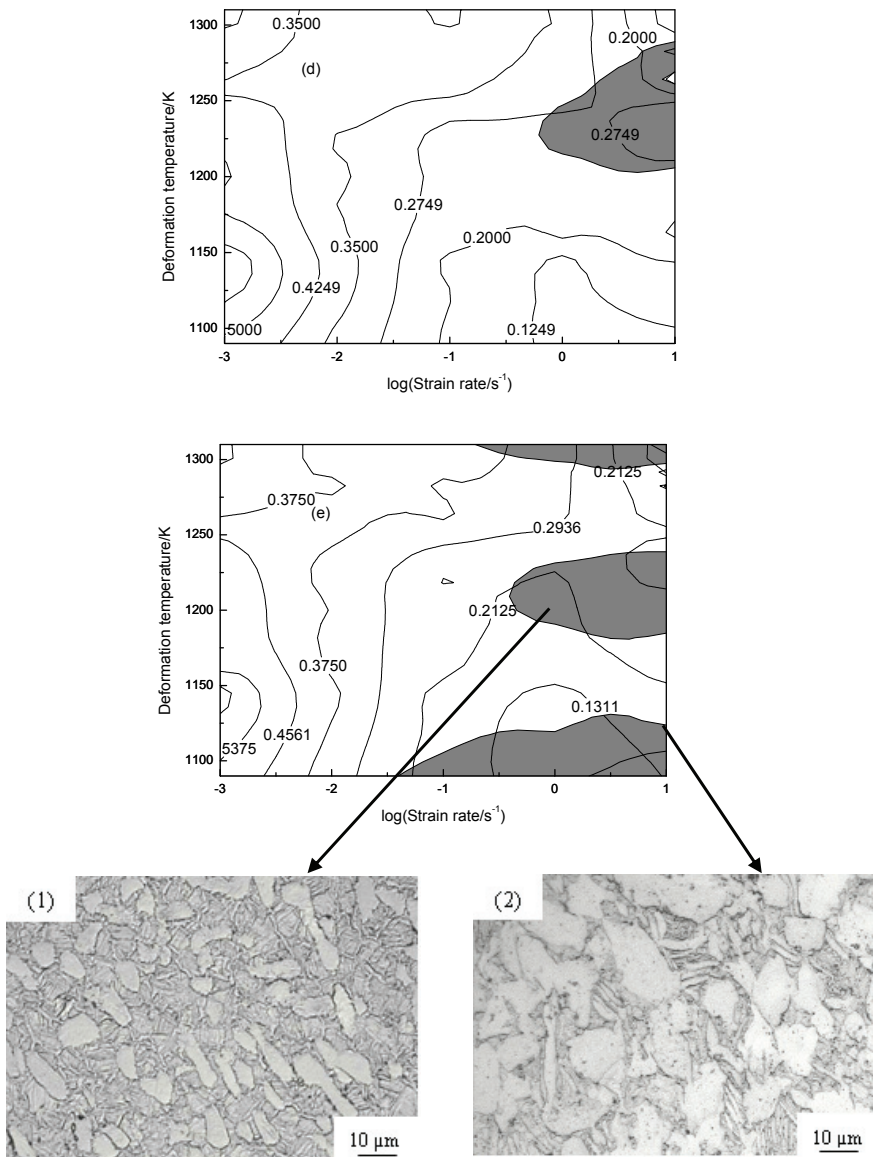 1300
1250
1200
1150
1100
Deformation temperature/K
(d)
0.3500
0.2000
0.2749
0.2749
0.3500
0.2000
0.4249
0.1249
5000
-3 -2 -1 0 1
log(Strain rate/s⁻¹)
1300
1250
1200
1150
1100
Deformation temperature/K
(e)
0.2125
0.3750
0.2936
0.2125
0.3750
0.1311
0.4561
5375
-3 -2 -1 0 1
log(Strain rate/s⁻¹)
(1)
10 µm
(2)
10 µm